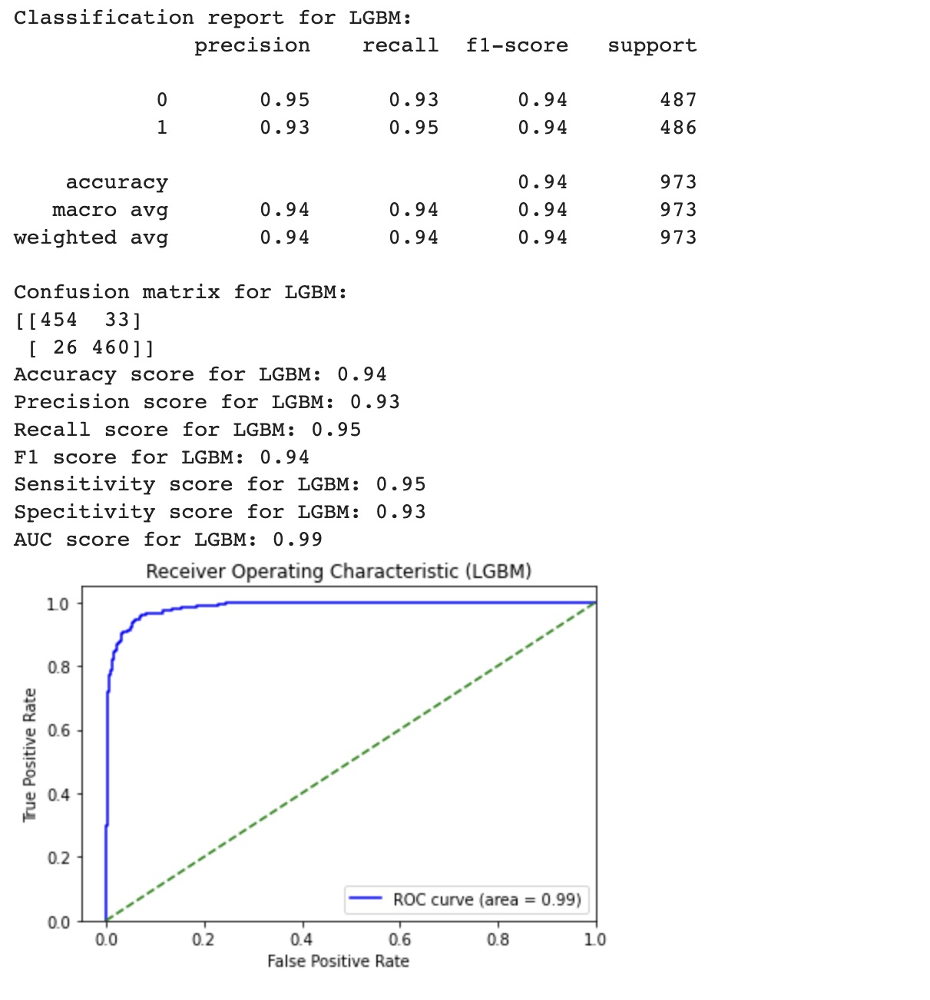 Classification report for LGBM:
precision recall f1-score support
0 0.95 0.93 0.94 487
1 0.93 0.95 0.94 486
accuracy 0.94 973
macro avg 0.94 0.94 0.94 973
weighted avg 0.94 0.94 0.94 973
Confusion matrix for LGBM:
[[454 33]
[ 26 460]]
Accuracy score for LGBM: 0.94
Precision score for LGBM: 0.93
Recall score for LGBM: 0.95
F1 score for LGBM: 0.94
Sensitivity score for LGBM: 0.95
Specitivity score for LGBM: 0.93
AUC score for LGBM: 0.99
Receiver Operating Characteristic (LGBM)
1.0
0.8
0.6
0.4
0.2
0.0
True Positive Rate
ROC curve (area = 0.99)
0.0 0.2 0.4 0.6 0.8 1.0
False Positive Rate